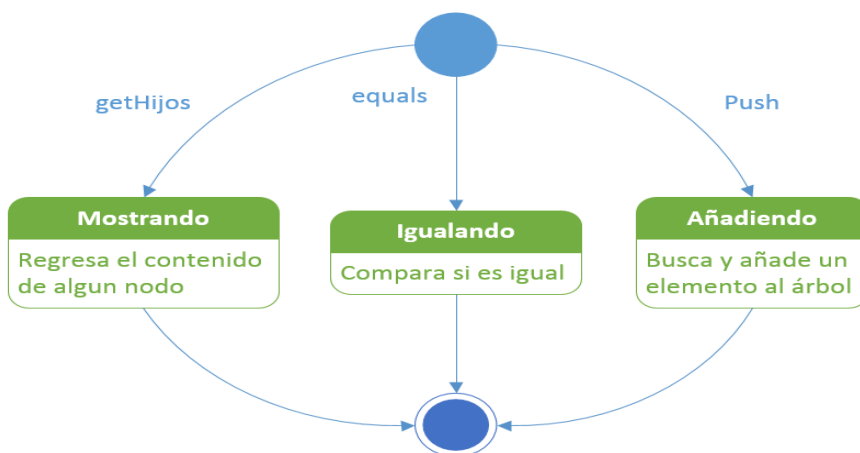 getHijos
equals
Push
Mostrando
Regresa el contenido
de algun nodo
Igualando
Compara si es igual
Añadiendo
Busca y añade un
elemento al árbol